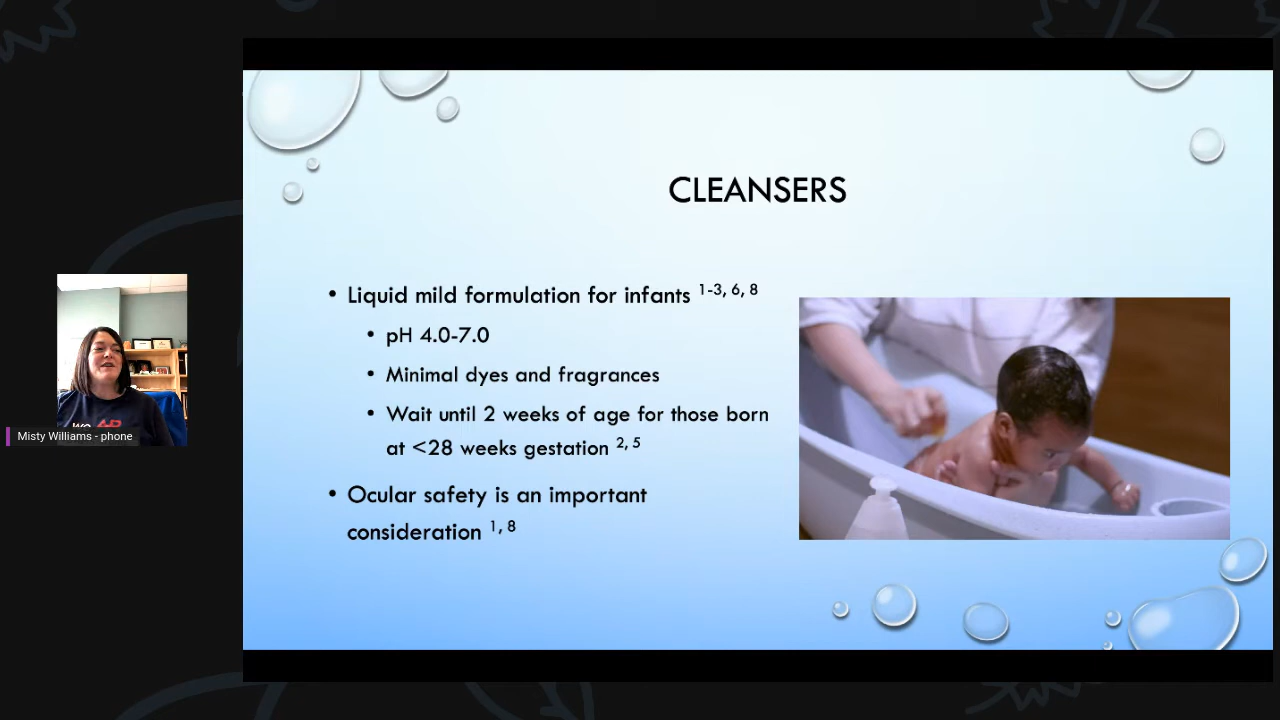 CLEANSERS
• Liquid mild formulation for infants 1-3, 6, 8
• pH 4.0-7.0
• Minimal dyes and fragrances
• Wait until 2 weeks of age for those born
at <28 weeks gestation 2, 5
• Ocular safety is an important
consideration 1, 8
Misty Williams - phone